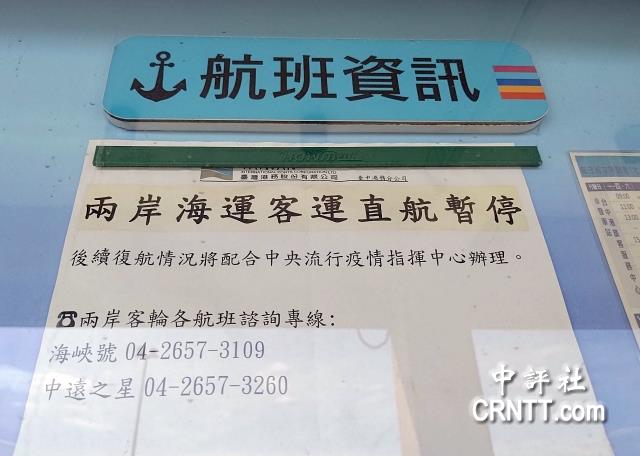 航班資訊
INTERNATIONAL PORTS CORPORATION LTD
臺灣港務股份有限公司 臺中港務分公司
兩岸海運客運直航暫停
後續復航情況將配合中央流行疫情指揮中心辦理。
☎兩岸客輪各航班諮詢專線:
海峽號 04-2657-3109
中遠之星 04-2657-3260
中評社
CRNTT.com